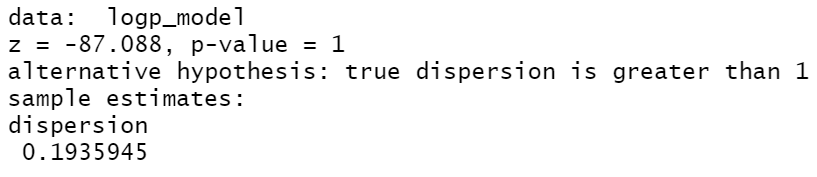 data:  logp_model
z = -87.088, p-value = 1
alternative hypothesis: true dispersion is greater than 1
sample estimates:
dispersion
 0.1935945